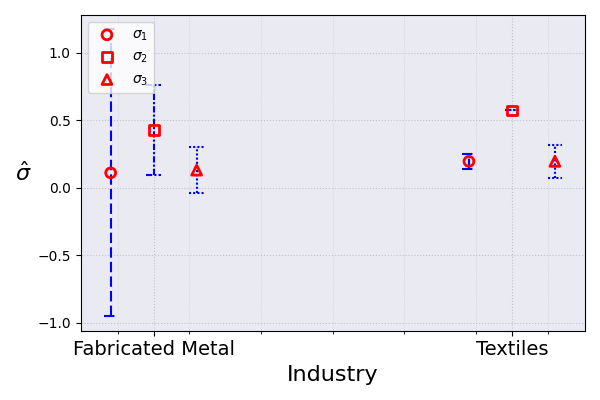 σ₁
σ₂
σ₃
1.0
0.5
0.0
−0.5
−1.0
σ̂
Fabricated Metal
Textiles
Industry